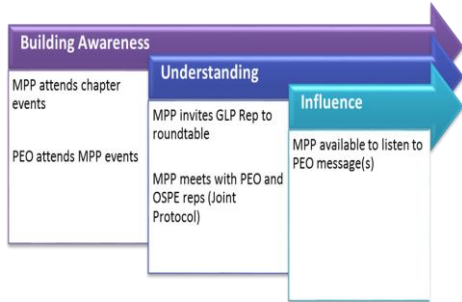 Building Awareness
MPP attends chapter
events
PEO attends MPP events
Understanding
MPP invites GLP Rep to
roundtable
MPP meets with PEO and
OSPE reps (Joint
Protocol)
Influence
MPP available to listen to
PEO message(s)